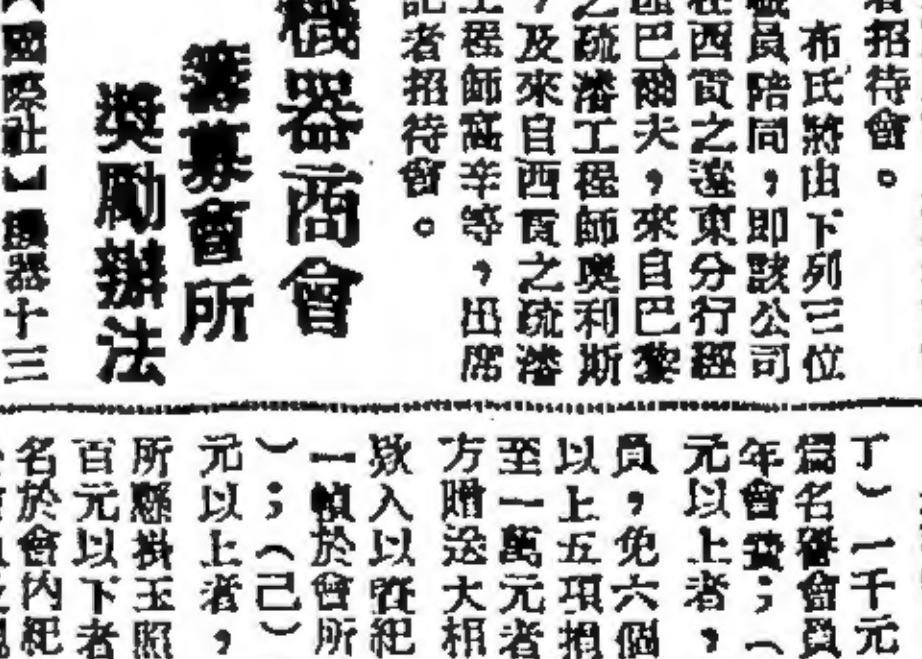 者招待會。
布氏將由下列三位
職員陪同,即該公司
在西貢之遠東分行經
理巴爾夫,來自巴黎
之疏濬工程師奧利斯
,及來自西貢之疏濬
工程師高辛等,出席
記者招待會。
機器商會
籌募會所
獎勵辦法
【國際社】機器十三
丁)一千元
名譽會員
年會費;(
元以上者,
員,免六個
以上五項捐
至一萬元者
方贈送大相
入以資紀
一幀於會所
);(己)
元以上者,
所懸掛玉照
百元以下者
名於會內紀